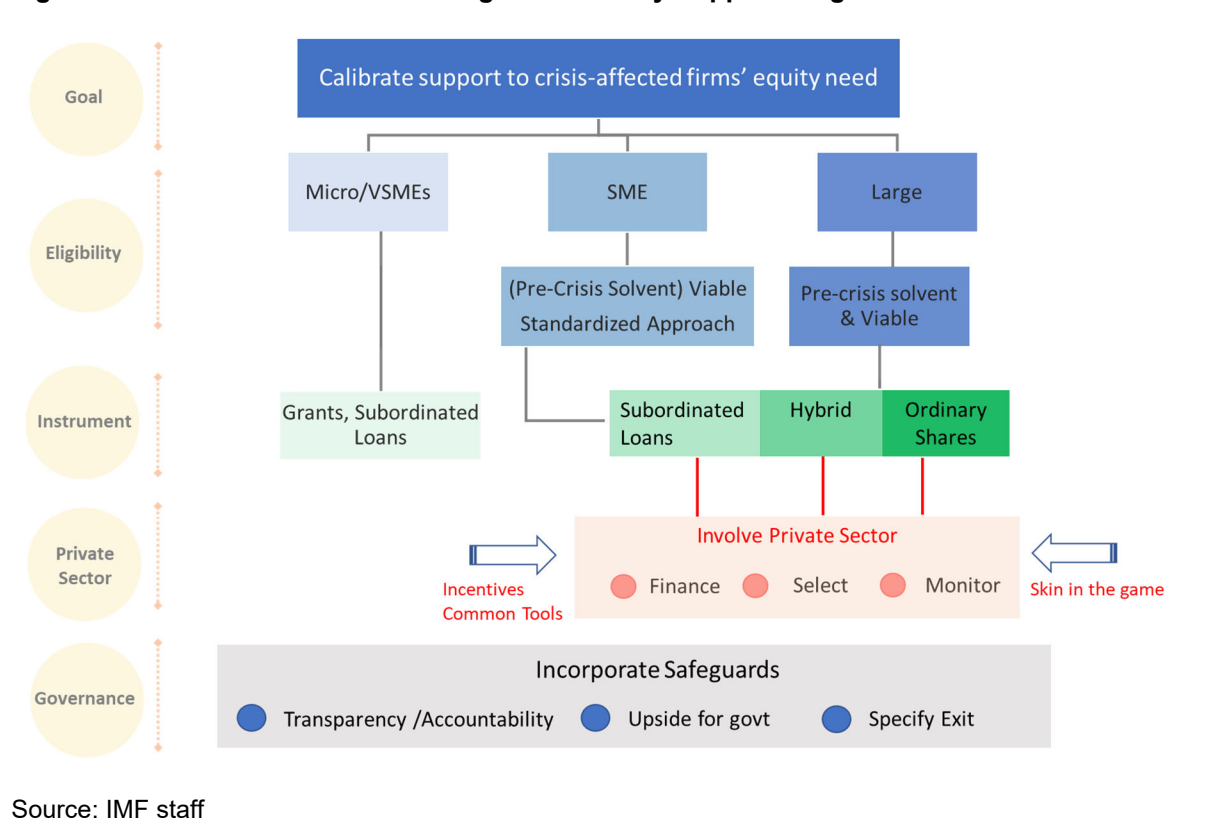 Goal
Calibrate support to crisis-affected firms' equity need
Micro/VSMEs
SME
Large
Eligibility
(Pre-Crisis Solvent) Viable
Standardized Approach
Pre-crisis solvent
& Viable
Instrument
Grants, Subordinated
Loans
Subordinated
Loans
Hybrid
Ordinary
Shares
Private
Sector
Involve Private Sector
Finance
Select
Monitor
Incentives
Common Tools
Skin in the game
Governance
Incorporate Safeguards
Transparency /Accountability
Upside for govt
Specify Exit
Source: IMF staff